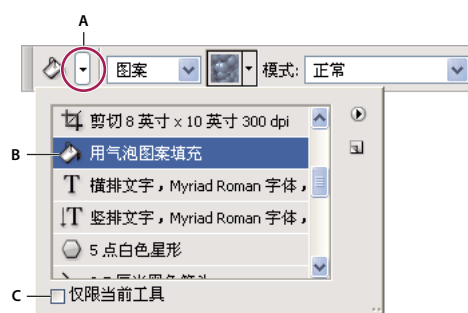 A
图案
模式: 正常
剪切 8 英寸 x 10 英寸 300 dpi
B
用气泡图案填充
T 横排文字，Myriad Roman 字体，
T 竖排文字，Myriad Roman 字体，
5 点白色星形
C
仅限当前工具